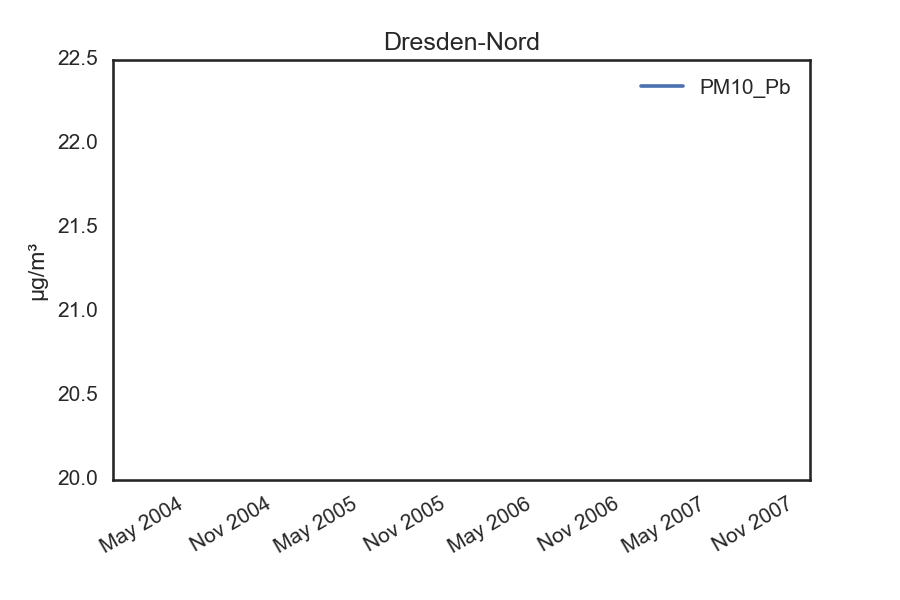 Dresden-Nord
PM10_Pb
µg/m³
22.5
22.0
21.5
21.0
20.5
20.0
May 2004
Nov 2004
May 2005
Nov 2005
May 2006
Nov 2006
May 2007
Nov 2007